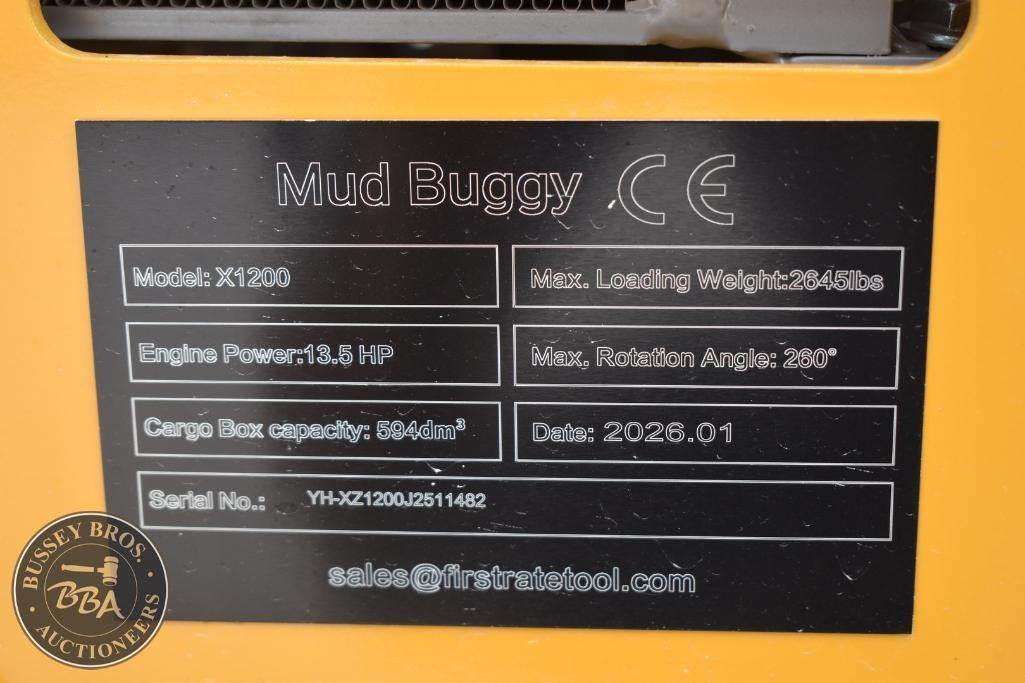 Mud Buggy CE
Model: X1200
Max. Loading Weight:2645lbs
Engine Power:13.5 HP
Max. Rotation Angle: 260°
Cargo Box capacity: 594dm³
Date: 2026.01
Serial No.: YH-XZ1200J2511482
sales@firstratetool.com
BUSSEY BROS.
BBA
AUCTIONEERS